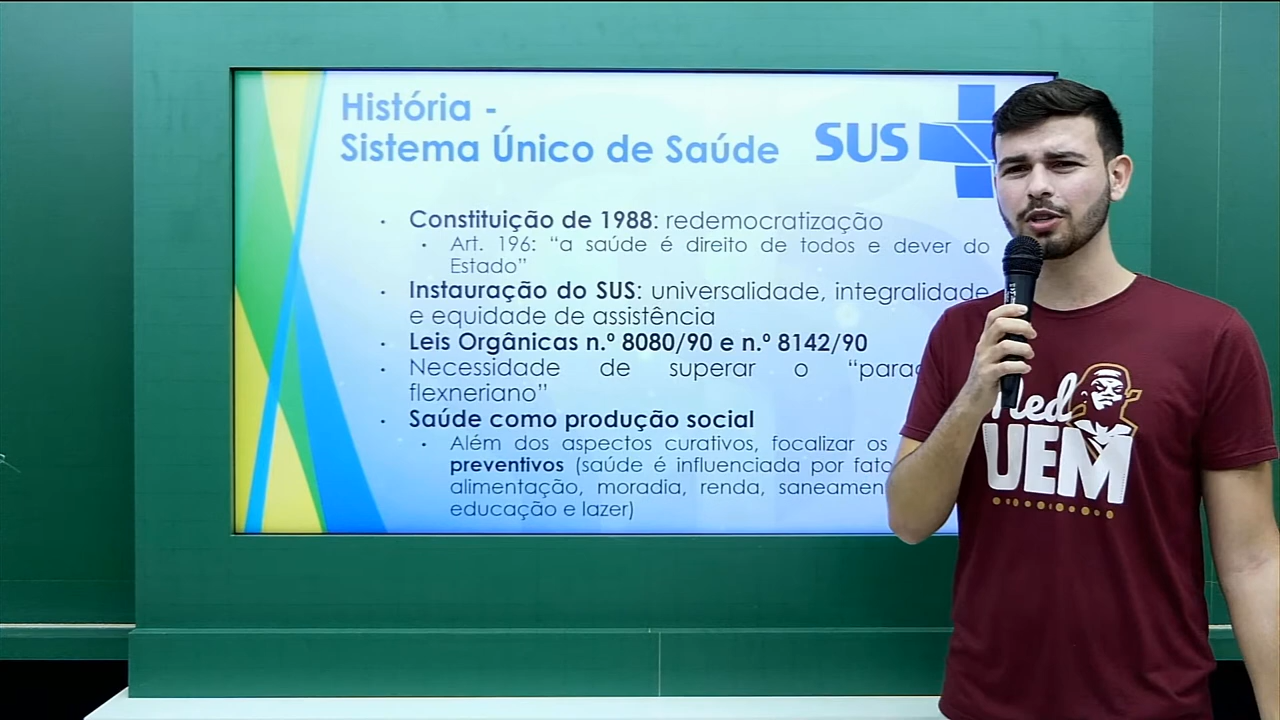 História -
Sistema Único de Saúde
SUS
Constituição de 1988: redemocratização
Art. 196: “a saúde é direito de todos e dever do
Estado”
Instauração do SUS: universalidade, integralidade
e equidade de assistência
Leis Orgânicas n.º 8080/90 e n.º 8142/90
Necessidade de superar o
flexneriano”
Saúde como produção social
Além dos aspectos curativos, focalizar os
preventivos (saúde é influenciada por
alimentação, moradia, renda,
educação e lazer)
UEM